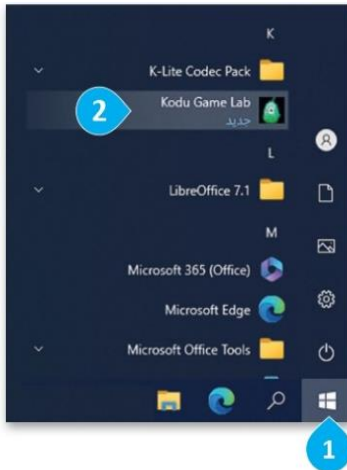 K
K-Lite Codec Pack
2
Kodu Game Lab
جديد
L
LibreOffice 7.1
M
Microsoft 365 (Office)
Microsoft Edge
Microsoft Office Tools
1